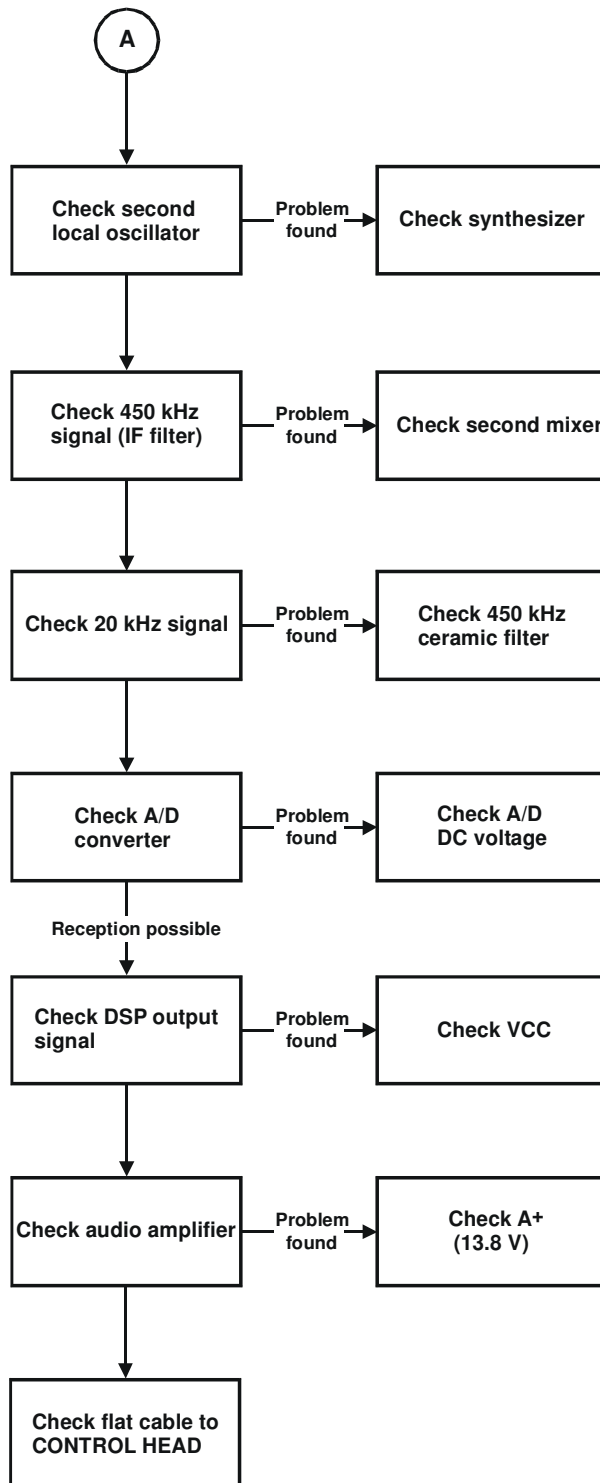 A
Check second
local oscillator
Problem
found
Check synthesizer
Check 450 kHz
signal (IF filter)
Problem
found
Check second mixer
Check 20 kHz signal
Problem
found
Check 450 kHz
ceramic filter
Check A/D
converter
Problem
found
Check A/D
DC voltage
Reception possible
Check DSP output
signal
Problem
found
Check VCC
Check audio amplifier
Problem
found
Check A+
(13.8 V)
Check flat cable to
CONTROL HEAD